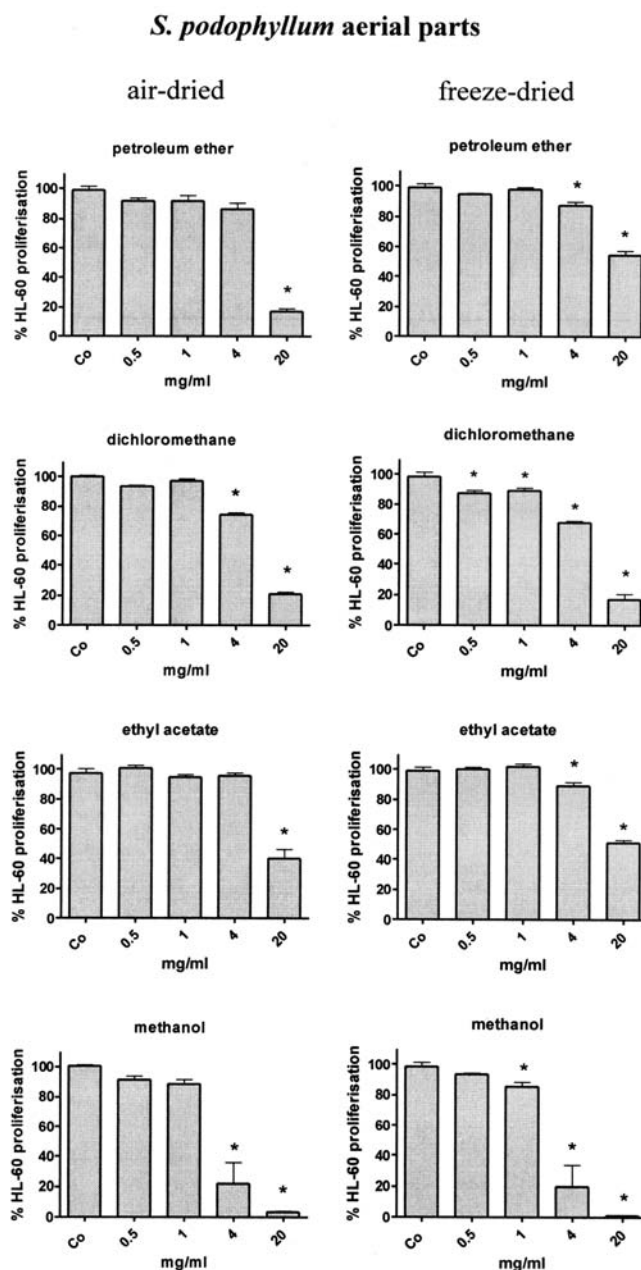 S. podophyllum aerial parts
air-dried
freeze-dried
petroleum ether
% HL-60 proliferisation
100
80
60
40
20
0
*
Co 0.5 1 4 20
mg/ml
petroleum ether
% HL-60 proliferisation
100
80
60
40
20
0
* *
Co 0.5 1 4 20
mg/ml
dichloromethane
% HL-60 proliferisation
100
80
60
40
20
0
* *
Co 0.5 1 4 20
mg/ml
dichloromethane
% HL-60 proliferisation
100
80
60
40
20
0
* * * *
Co 0.5 1 4 20
mg/ml
ethyl acetate
% HL-60 proliferisation
100
80
60
40
20
0
*
Co 0.5 1 4 20
mg/ml
ethyl acetate
% HL-60 proliferisation
100
80
60
40
20
0
* *
Co 0.5 1 4 20
mg/ml
methanol
% HL-60 proliferisation
100
80
60
40
20
0
* *
Co 0.5 1 4 20
mg/ml
methanol
% HL-60 proliferisation
100
80
60
40
20
0
* * *
Co 0.5 1 4 20
mg/ml